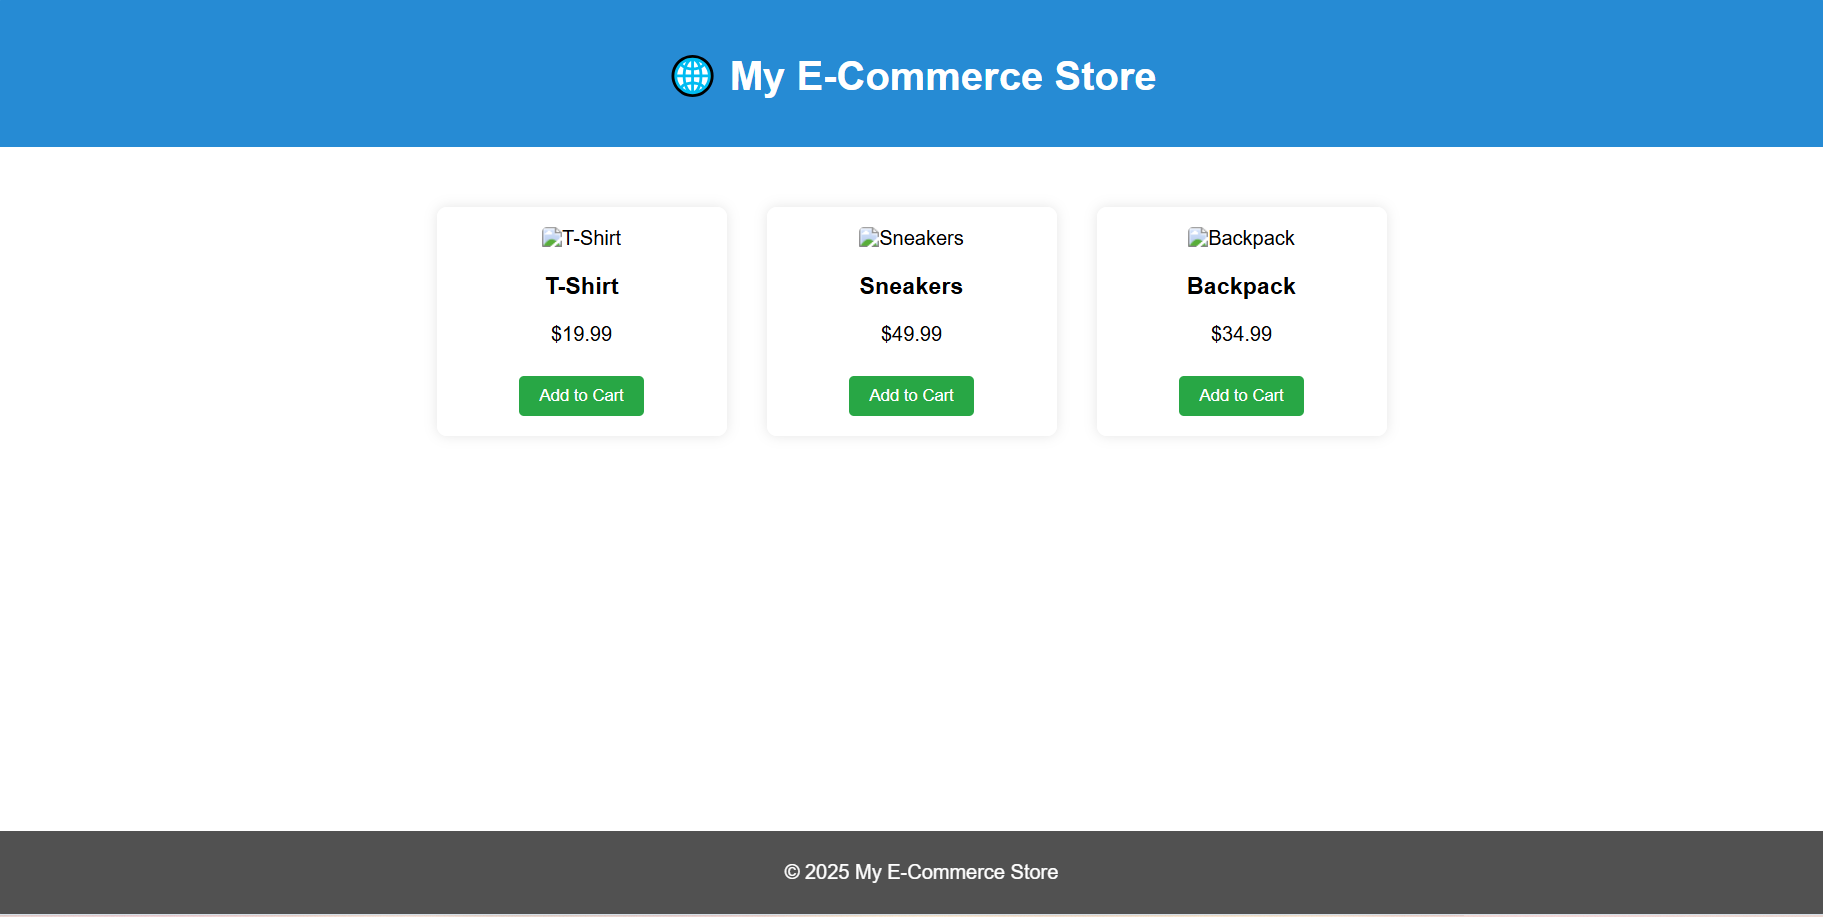 🌐 My E-Commerce Store
T-Shirt
Sneakers
Backpack
T-Shirt
Sneakers
Backpack
$19.99
$49.99
$34.99
Add to Cart
Add to Cart
Add to Cart
© 2025 My E-Commerce Store